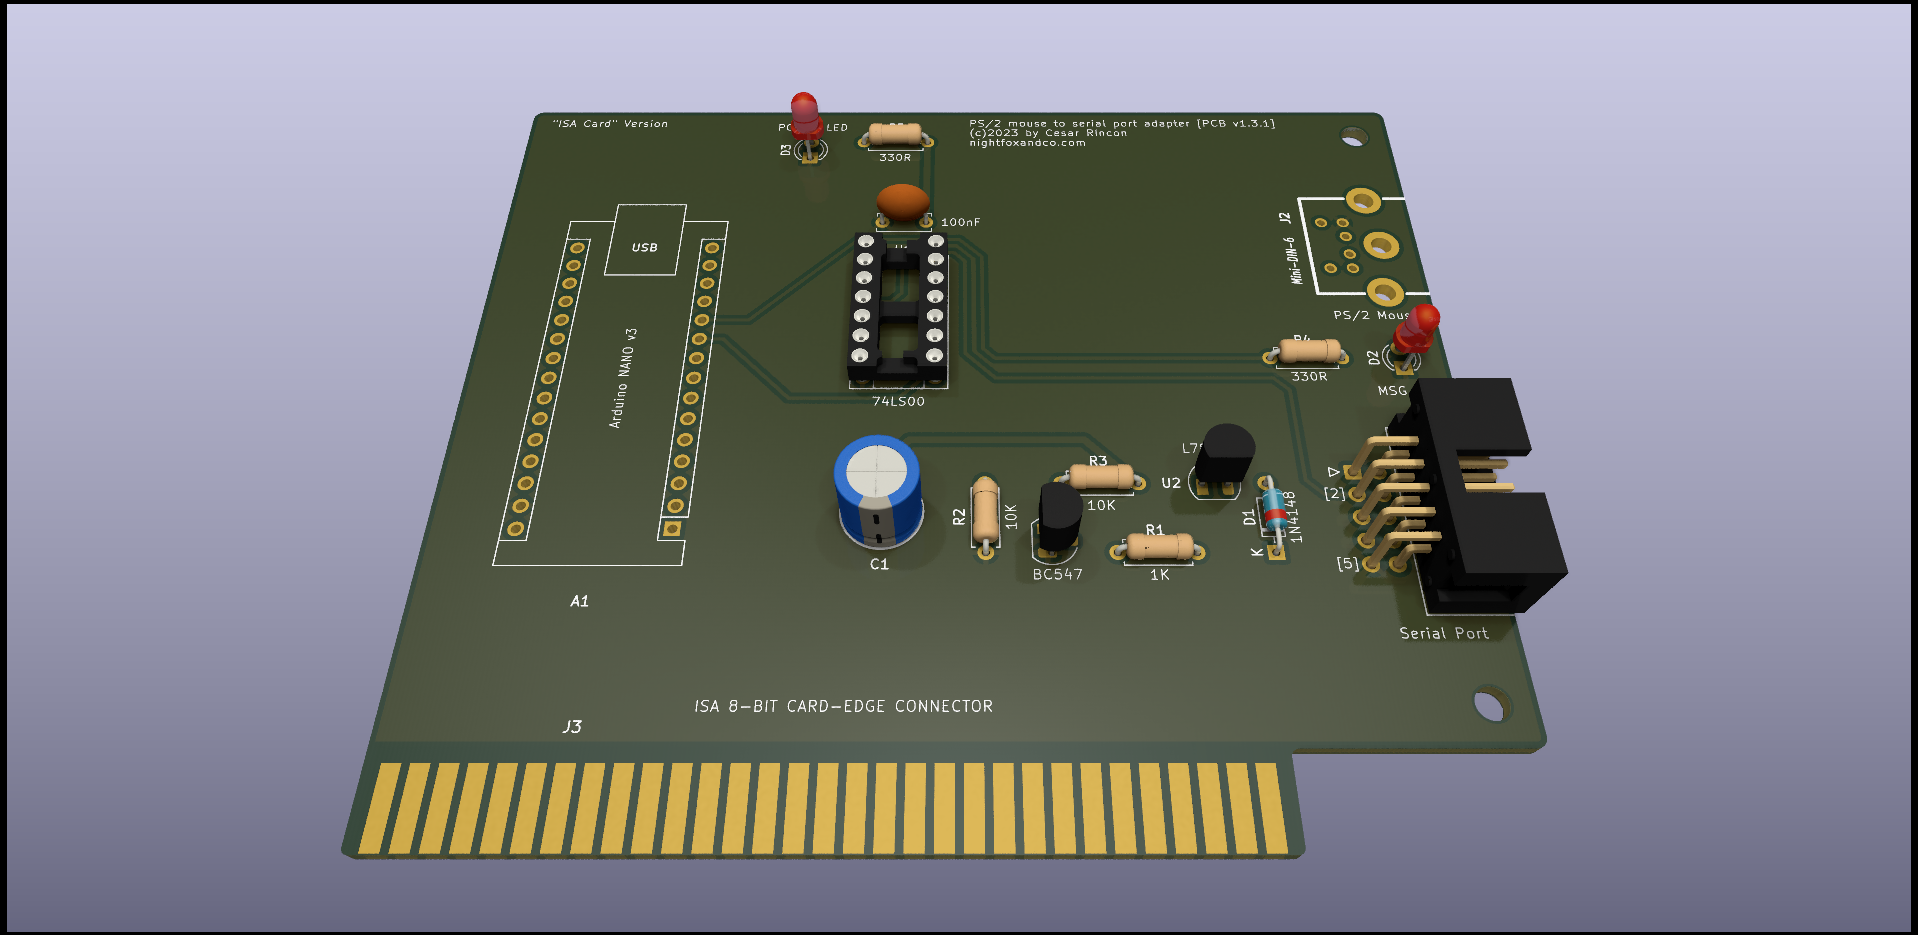 "ISA Card" Version
LED
D3
330R
PS/2 mouse to serial port adapter [PCB v1.3.1]
(c)2023 by Cesar Rincon
nightfoxandco.com
100nF
USB
Arduino NANO v3
A1
74LS00
J2
Mini-DIN-6
PS/2
R4
330R
D2
MSG
C1
R2
10K
R3
10K
BC547
R1
1K
U2
D1
1N4148
K
[2]
[5]
Serial Port
ISA 8-BIT CARD-EDGE CONNECTOR
J3